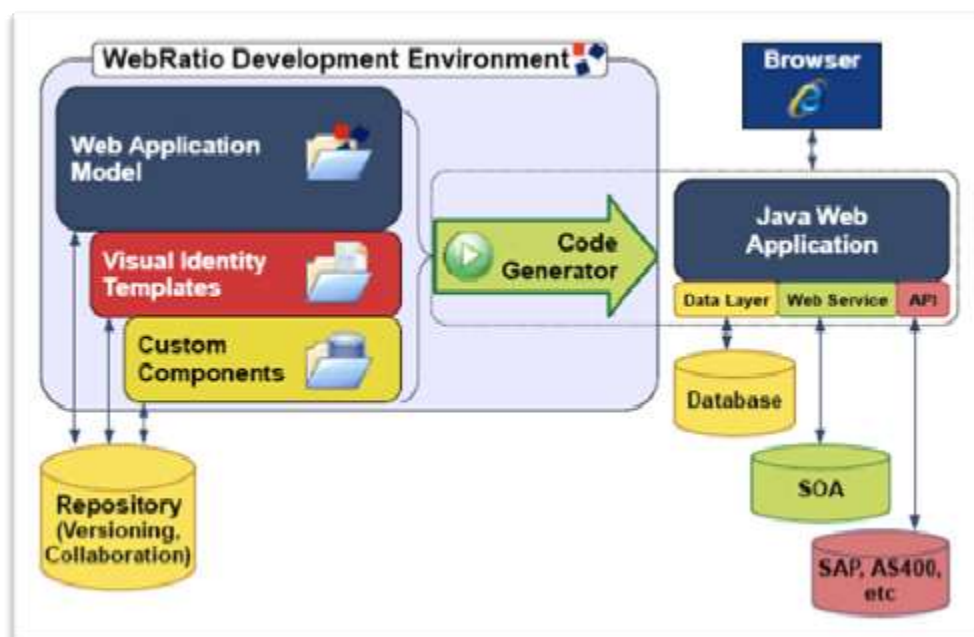 WebRatio Development Environment
Web Application
Model
Visual Identity
Templates
Custom
Components
Repository
(Versioning,
Collaboration)
Code
Generator
Browser
Java Web
Application
Data Layer
Web Service
API
Database
SOA
SAP, AS400,
etc